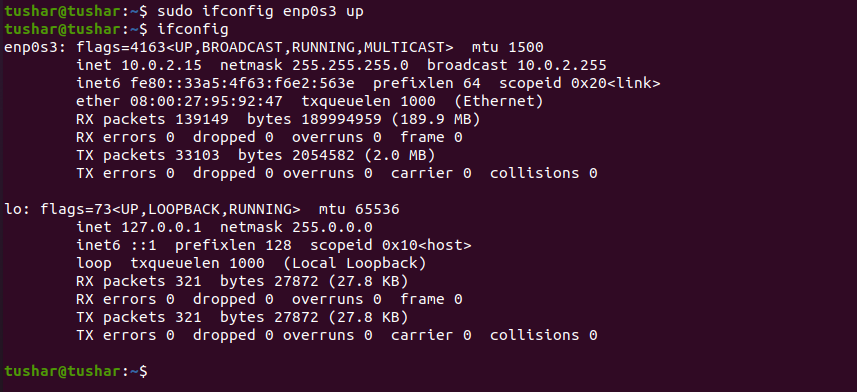 tushar@tushar:~$ sudo ifconfig enp0s3 up
tushar@tushar:~$ ifconfig
enp0s3: flags=4163<UP,BROADCAST,RUNNING,MULTICAST>  mtu 1500
        inet 10.0.2.15  netmask 255.255.255.0  broadcast 10.0.2.255
        inet6 fe80::33a5:4f63:f6e2:563e  prefixlen 64  scopeid 0x20<link>
        ether 08:00:27:95:92:47  txqueuelen 1000  (Ethernet)
        RX packets 139149  bytes 189994959 (189.9 MB)
        RX errors 0  dropped 0  overruns 0  frame 0
        TX packets 33103  bytes 2054582 (2.0 MB)
        TX errors 0  dropped 0 overruns 0  carrier 0  collisions 0

lo: flags=73<UP,LOOPBACK,RUNNING>  mtu 65536
        inet 127.0.0.1  netmask 255.0.0.0
        inet6 ::1  prefixlen 128  scopeid 0x10<host>
        loop  txqueuelen 1000  (Local Loopback)
        RX packets 321  bytes 27872 (27.8 KB)
        RX errors 0  dropped 0  overruns 0  frame 0
        TX packets 321  bytes 27872 (27.8 KB)
        TX errors 0  dropped 0 overruns 0  carrier 0  collisions 0

tushar@tushar:~$